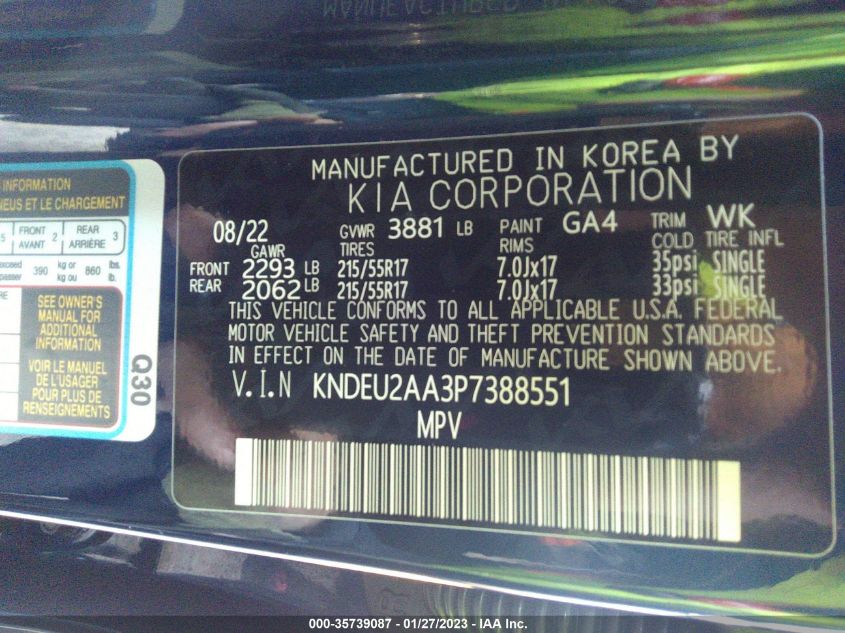 MANUFACTURED
INFORMATION
NEUS ET LE CHARGEMENT
5 FRONT AVANT 2 REAR ARRIÈRE 3
390 kg or kg ou 860 lbs. lb.
SEE OWNER'S
MANUAL FOR
ADDITIONAL
INFORMATION
VOIR LE MANUEL
DE L'USAGER
POUR PLUS DE
RENSEIGNEMENTS
Q30
MANUFACTURED IN KOREA BY
KIA CORPORATION
08/22 GVWR 3881 LB PAINT GA4 TRIM WK
GAWR TIRES RIMS COLD TIRE INFL
FRONT 2293 LB 215/55R17 7.0Jx17 35psi SINGLE
REAR 2062 LB 215/55R17 7.0Jx17 33psi SINGLE
THIS VEHICLE CONFORMS TO ALL APPLICABLE U.S.A. FEDERAL
MOTOR VEHICLE SAFETY AND THEFT PREVENTION STANDARDS
IN EFFECT ON THE DATE OF MANUFACTURE SHOWN ABOVE.
V.I.N KNDEU2AA3P7388551
MPV
000-35739087 - 01/27/2023 - IAA Inc.